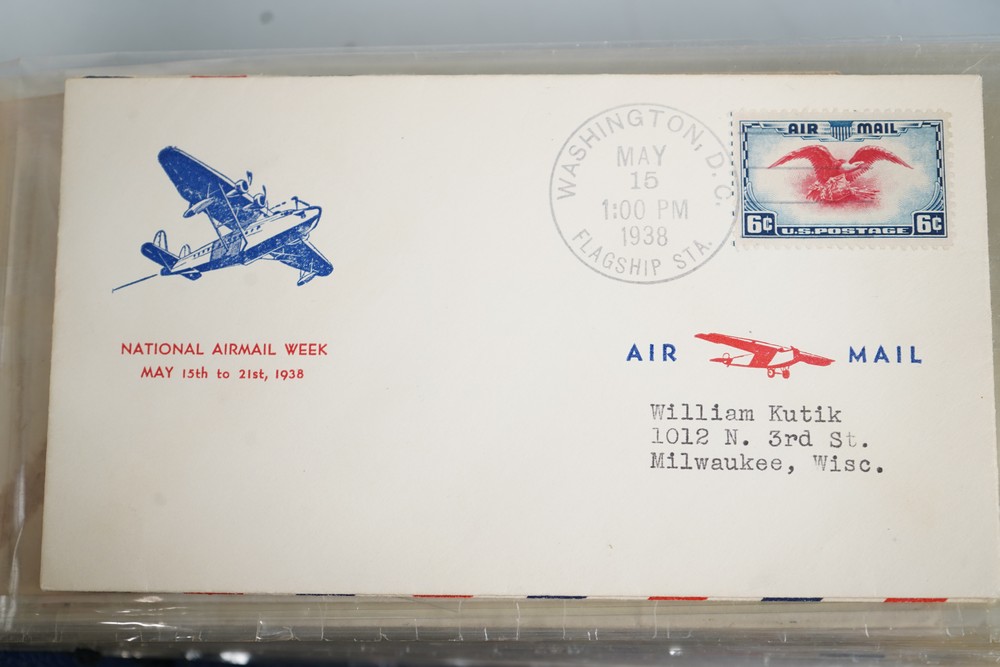 WASHINGTON, D.C.
MAY
15
1:00 PM
1938
FLAGSHIP STA.
AIR MAIL
6¢ U.S. POSTAGE 6¢
NATIONAL AIRMAIL WEEK
MAY 15th to 21st, 1938
AIR MAIL
William Kutik
1012 N. 3rd St.
Milwaukee, Wisc.